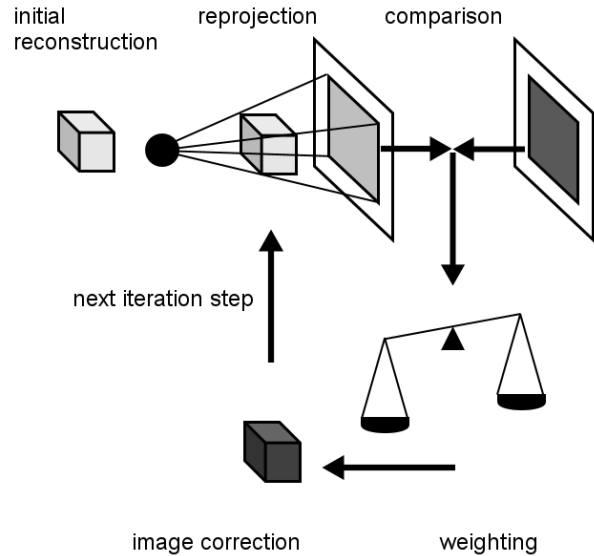 initial
reconstruction
reprojection
comparison
next iteration step
image correction
weighting